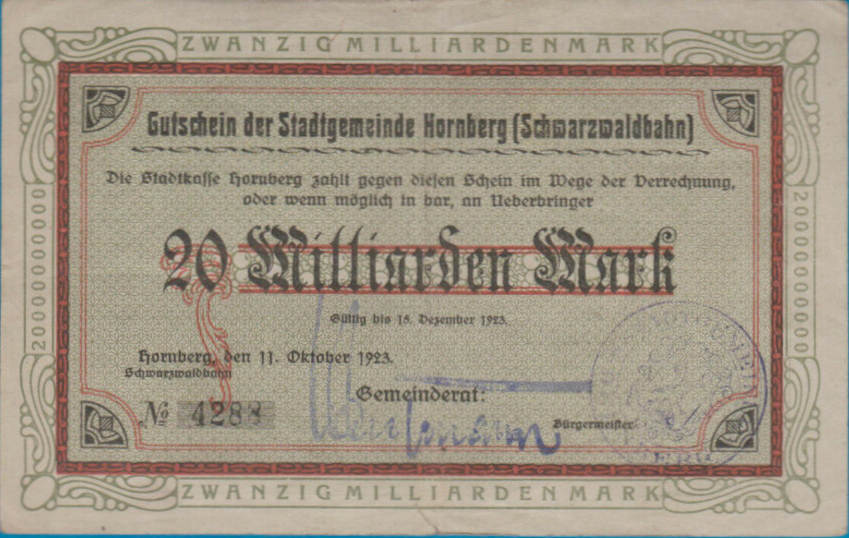 ZWANZIG MILLIARDEN MARK
Gutschein der Stadtgemeinde Hornberg (Schwarzwaldbahn)
Die Stadtkasse Hornberg zahlt gegen diesen Schein im Wege der Verrechnung,
oder wenn möglich in bar, an Ueberbringer
20 Milliarden Mark
20000000000
20000000000
Gültig bis 15. Dezember 1923.
Hornberg, den 11. Oktober 1923.
Schwarzwaldbahn
Gemeinderat:
№ 4288
Bürgermeister
ZWANZIG MILLIARDEN MARK